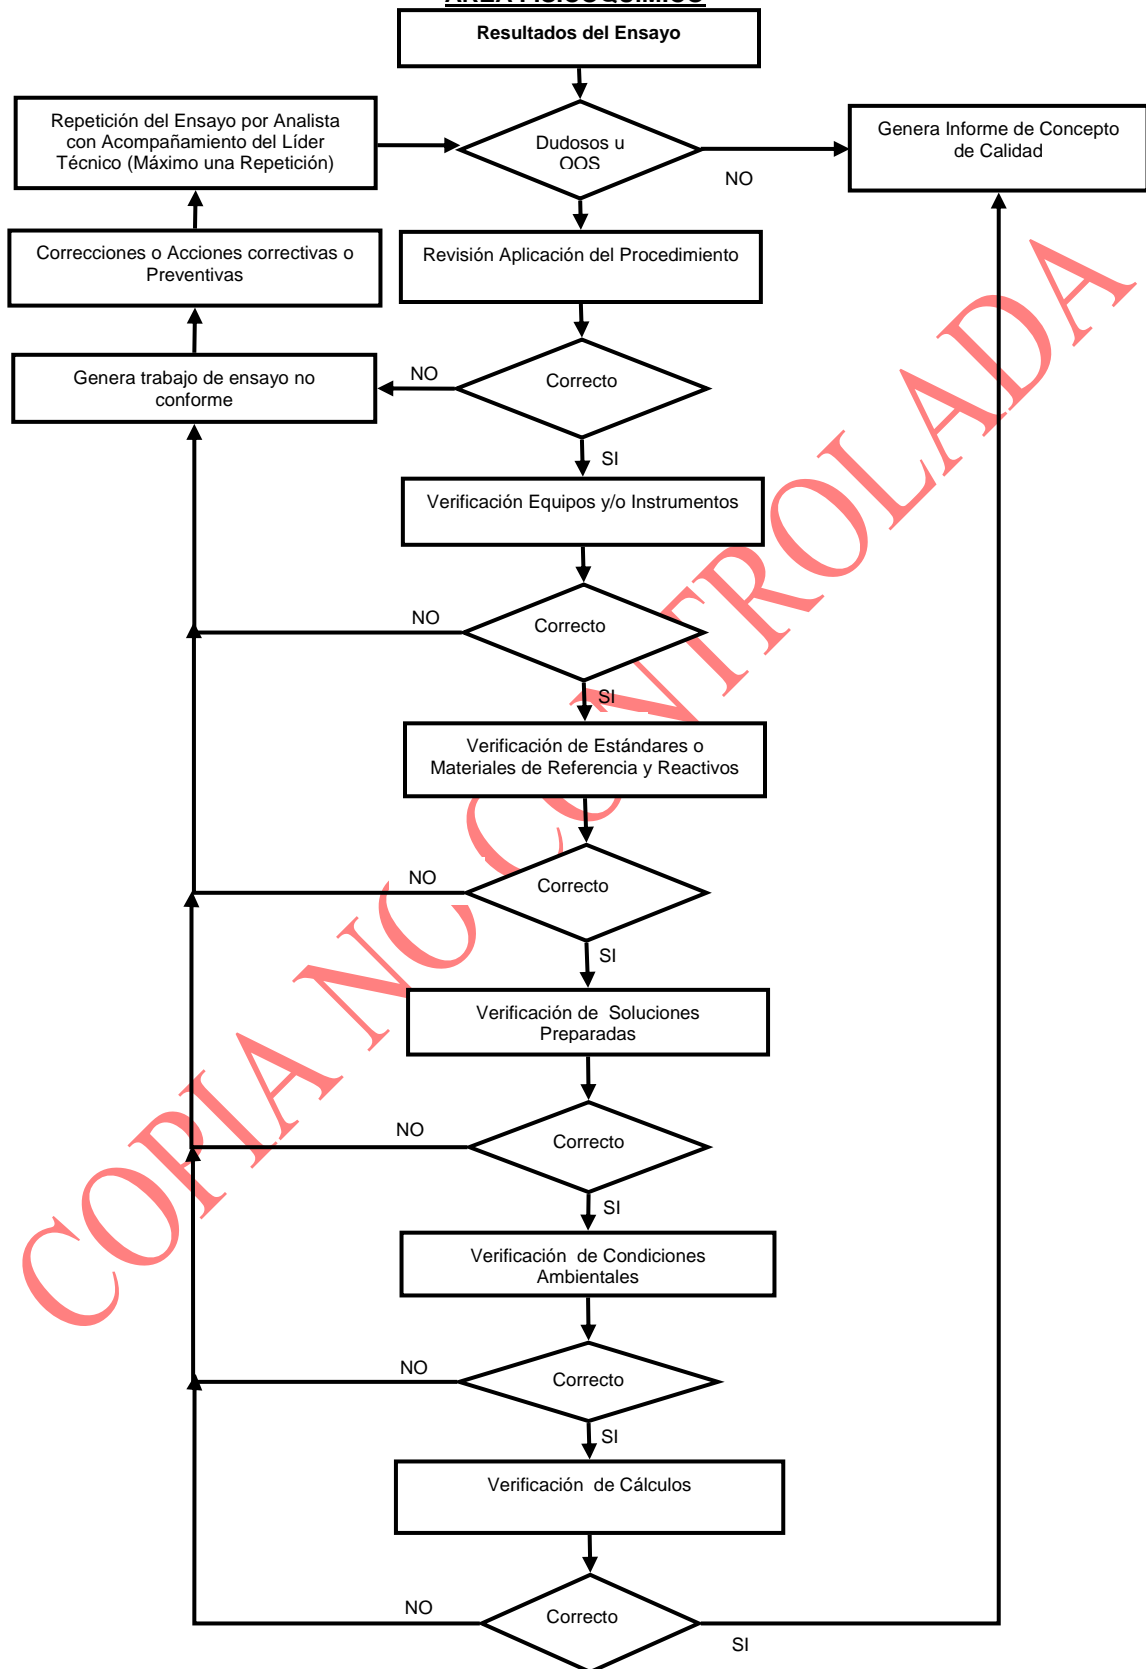 ÁREA FISICOQUÍMICO
Resultados del Ensayo
Repetición del Ensayo por Analista
con Acompañamiento del Líder
Técnico (Máximo una Repetición)
Dudosos u
OOS
NO
Genera Informe de Concepto
de Calidad
Correcciones o Acciones correctivas o
Preventivas
Revisión Aplicación del Procedimiento
Genera trabajo de ensayo no
conforme
NO
Correcto
SI
Verificación Equipos y/o Instrumentos
NO
Correcto
SI
Verificación de Estándares o
Materiales de Referencia y Reactivos
NO
Correcto
SI
Verificación de Soluciones
Preparadas
NO
Correcto
SI
Verificación de Condiciones
Ambientales
NO
Correcto
SI
Verificación de Cálculos
NO
Correcto
SI
COPIA NO CONTROLADA